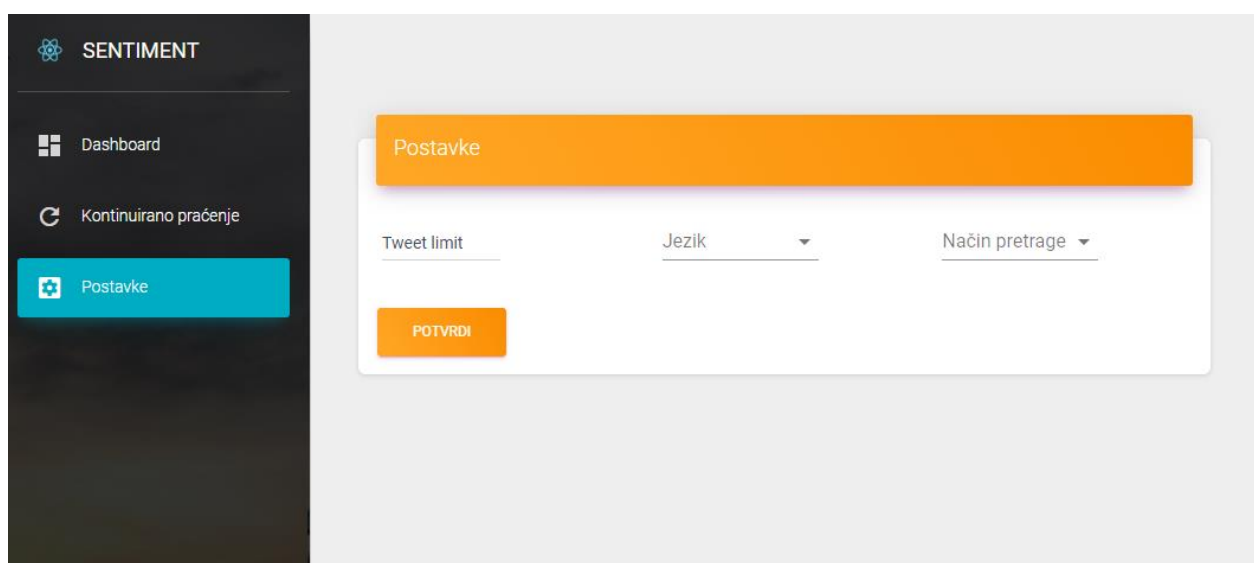 SENTIMENT
Dashboard
Kontinuirano praćenje
Postavke
Postavke
Tweet limit
Jezik
Način pretrage
POTVRDI